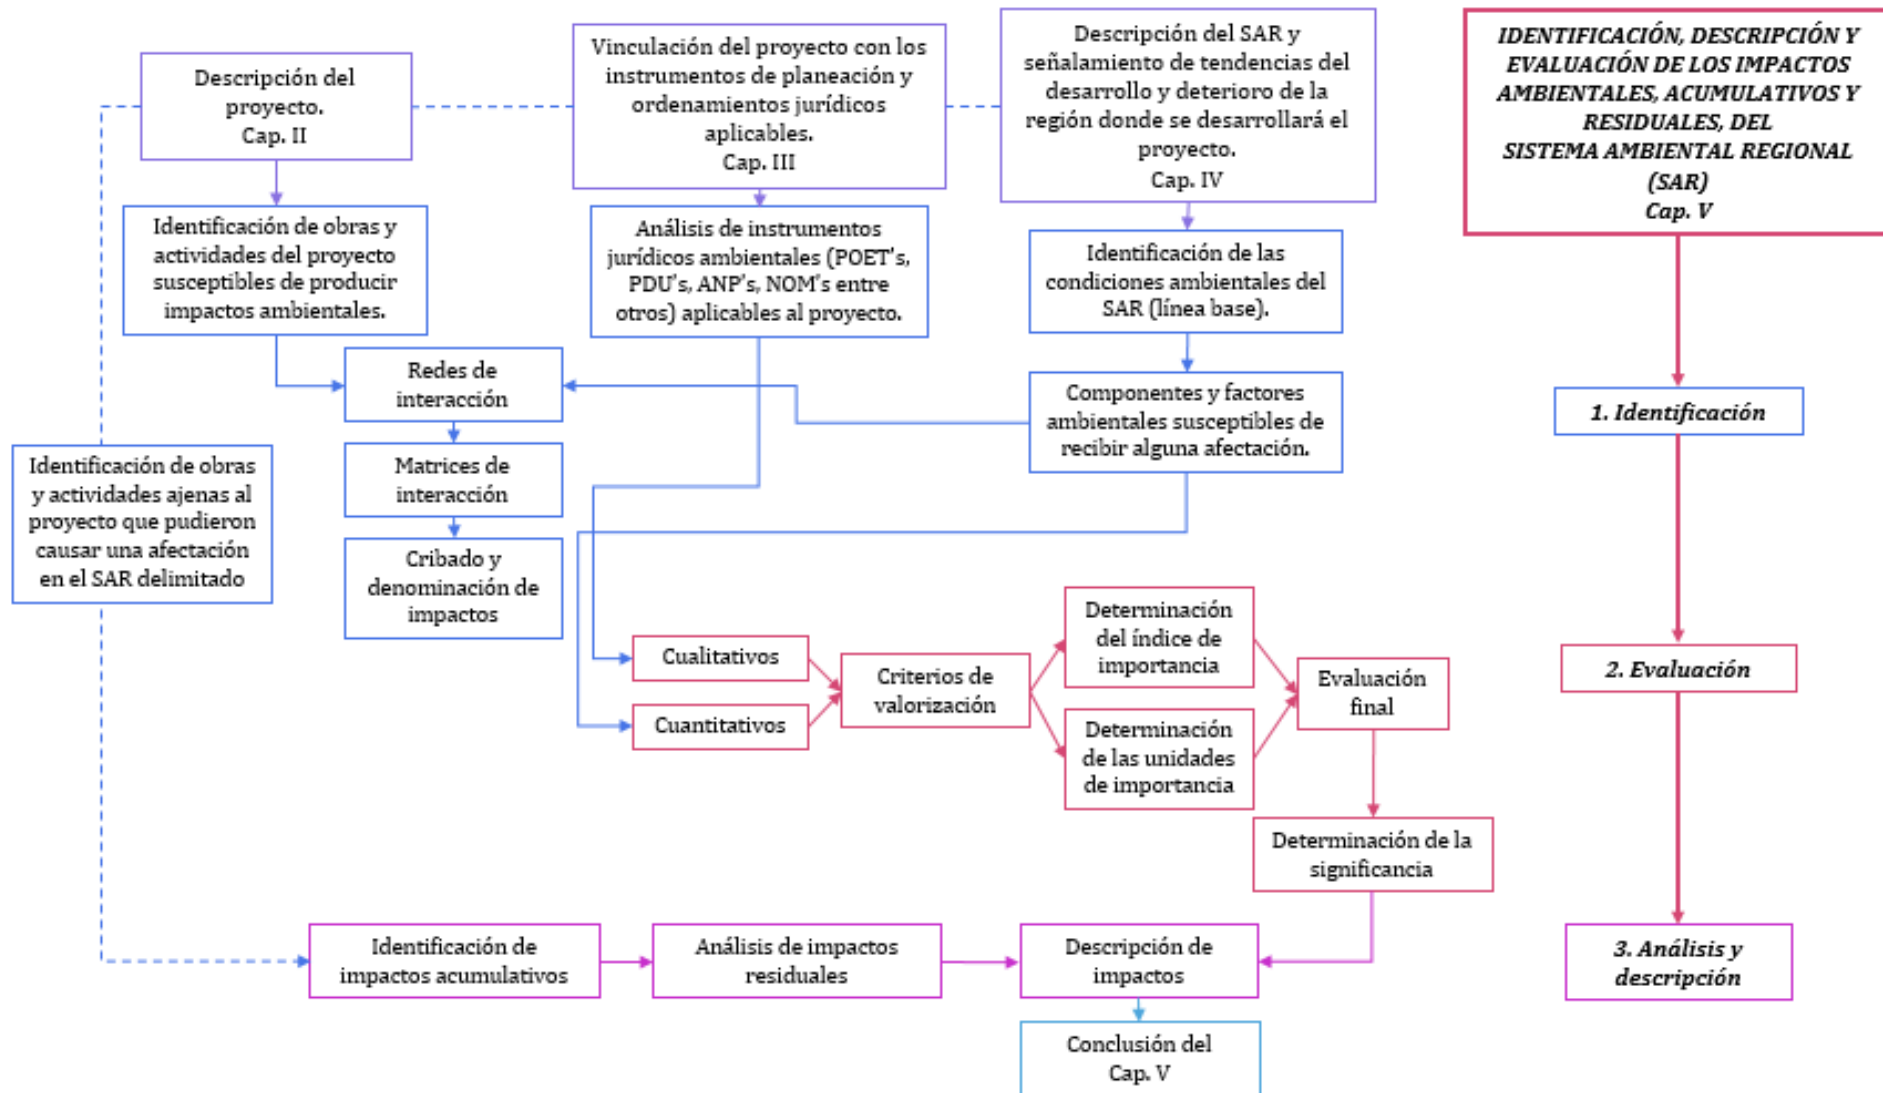 Descripción del
proyecto.
Cap. II
Vinculación del proyecto con los
instrumentos de planeación y
ordenamientos jurídicos
aplicables.
Cap. III
Descripción del SAR y
señalamiento de tendencias del
desarrollo y deterioro de la
región donde se desarrollará el
proyecto.
Cap. IV
IDENTIFICACIÓN, DESCRIPCIÓN Y
EVALUACIÓN DE LOS IMPACTOS
AMBIENTALES, ACUMULATIVOS Y
RESIDUALES, DEL
SISTEMA AMBIENTAL REGIONAL
(SAR)
Cap. V
Identificación de obras y
actividades del proyecto
susceptibles de producir
impactos ambientales.
Análisis de instrumentos
jurídicos ambientales (POET's,
PDU's, ANP's, NOM's entre
otros) aplicables al proyecto.
Identificación de las
condiciones ambientales del
SAR (línea base).
Redes de
interacción
Componentes y factores
ambientales susceptibles de
recibir alguna afectación.
1. Identificación
Identificación de obras
y actividades ajenas al
proyecto que pudieron
causar una afectación
en el SAR delimitado
Matrices de
interacción
Cribado y
denominación de
impactos
Cualitativos
Cuantitativos
Criterios de
valorización
Determinación
del índice de
importancia
Determinación
de las unidades
de importancia
Evaluación
final
2. Evaluación
Determinación de la
significancia
Identificación de
impactos acumulativos
Análisis de impactos
residuales
Descripción de
impactos
3. Análisis y
descripción
Conclusión del
Cap. V